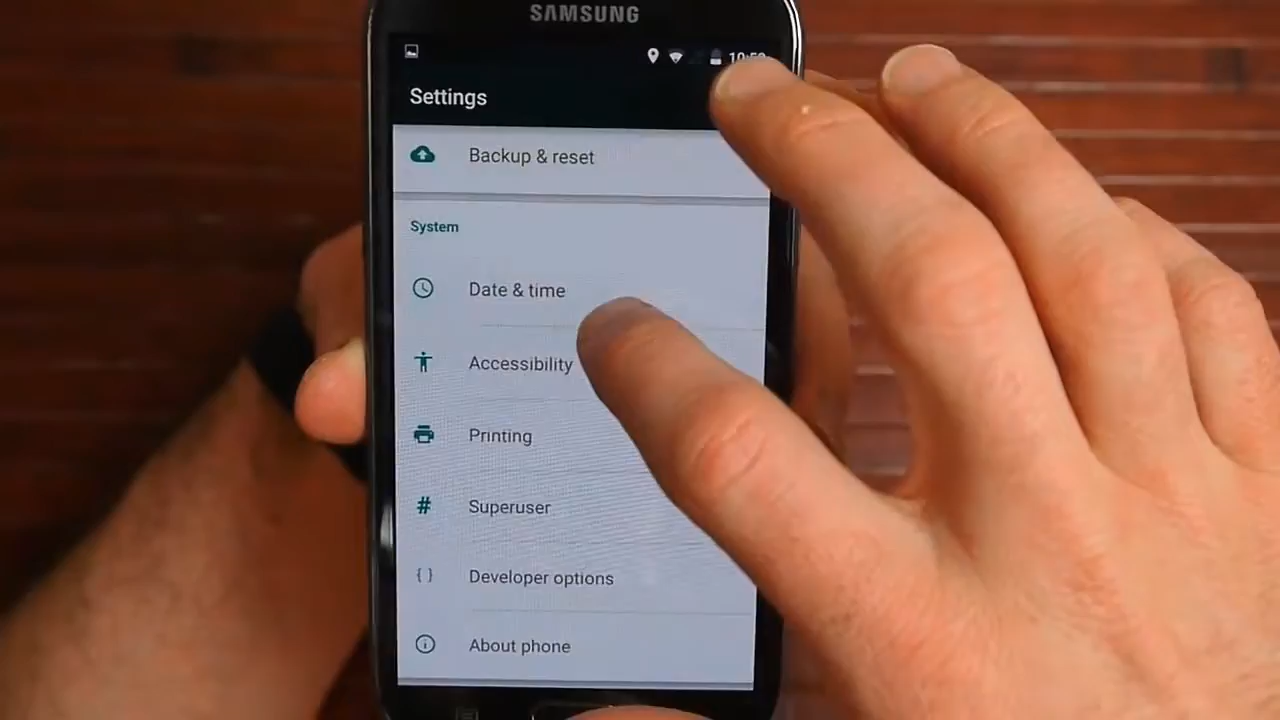 SAMSUNG
Settings
Backup & reset
System
Date & time
Accessibility
Printing
# Superuser
{ } Developer options
About phone